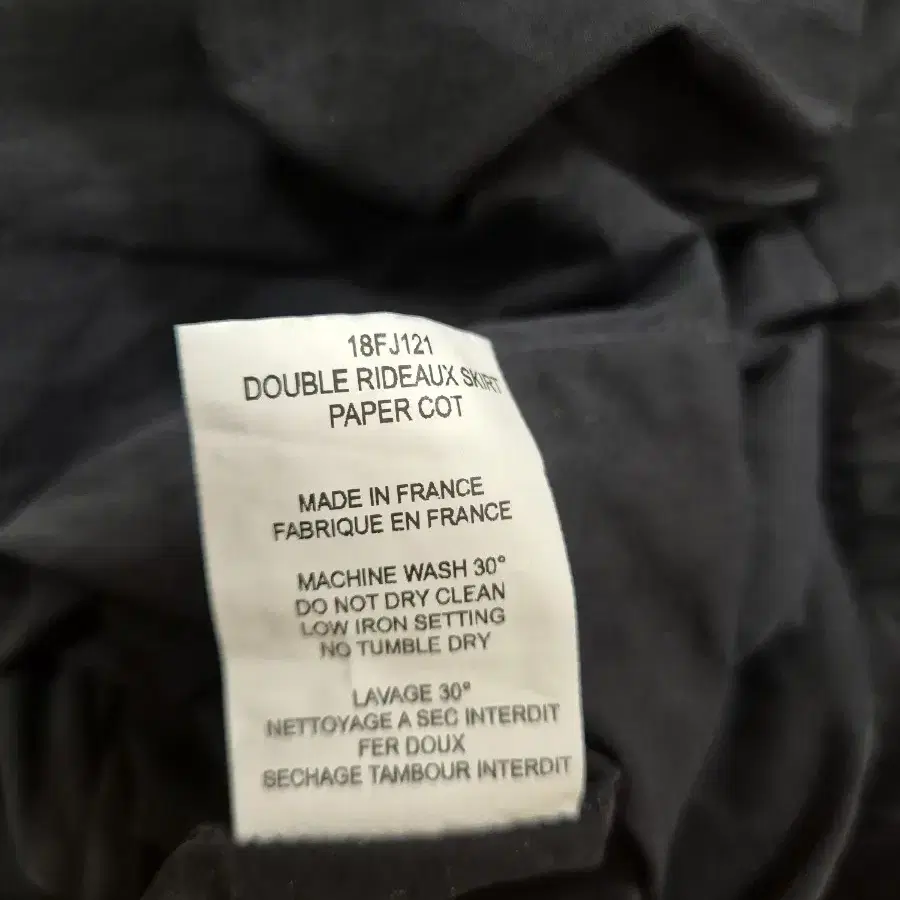 18FJ121
DOUBLE RIDEAUX SKIRT
PAPER COT
MADE IN FRANCE
FABRIQUE EN FRANCE
MACHINE WASH 30°
DO NOT DRY CLEAN
LOW IRON SETTING
NO TUMBLE DRY
LAVAGE 30°
NETTOYAGE A SEC INTERDIT
FER DOUX
SECHAGE TAMBOUR INTERDIT